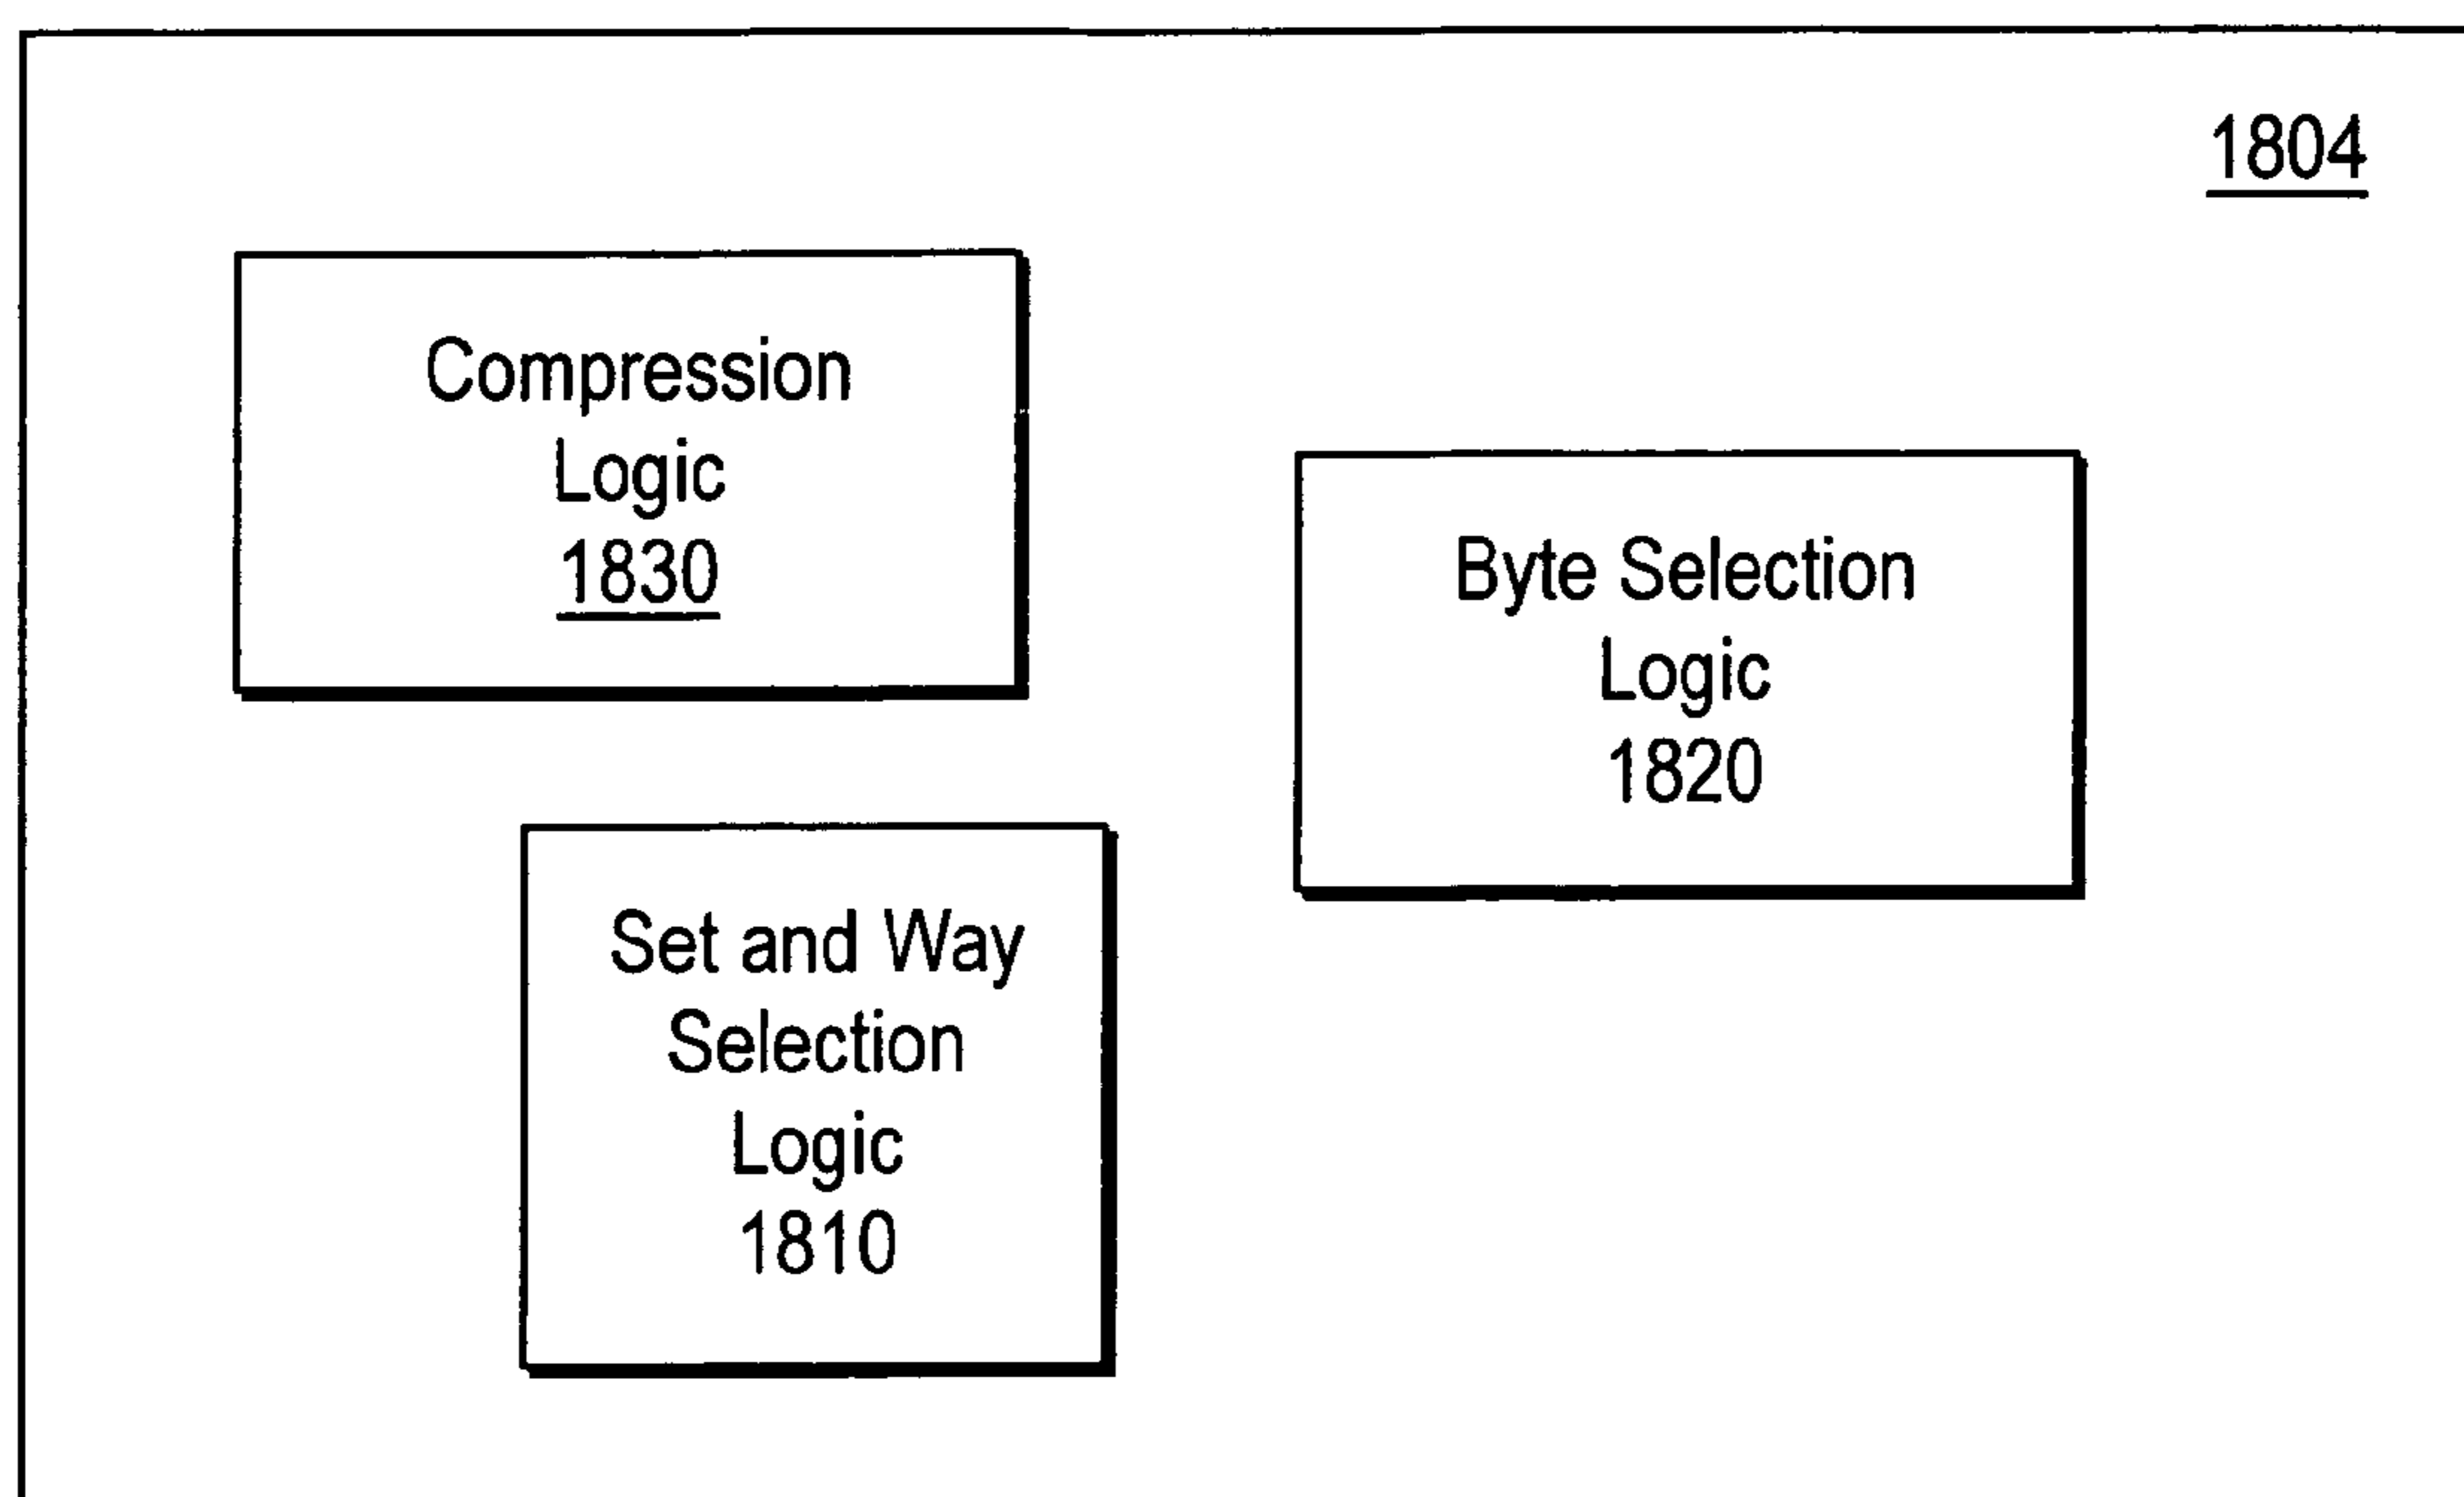 1804
Compression
Logic
1830
Byte Selection
Logic
1820
Set and Way
Selection
Logic
1810